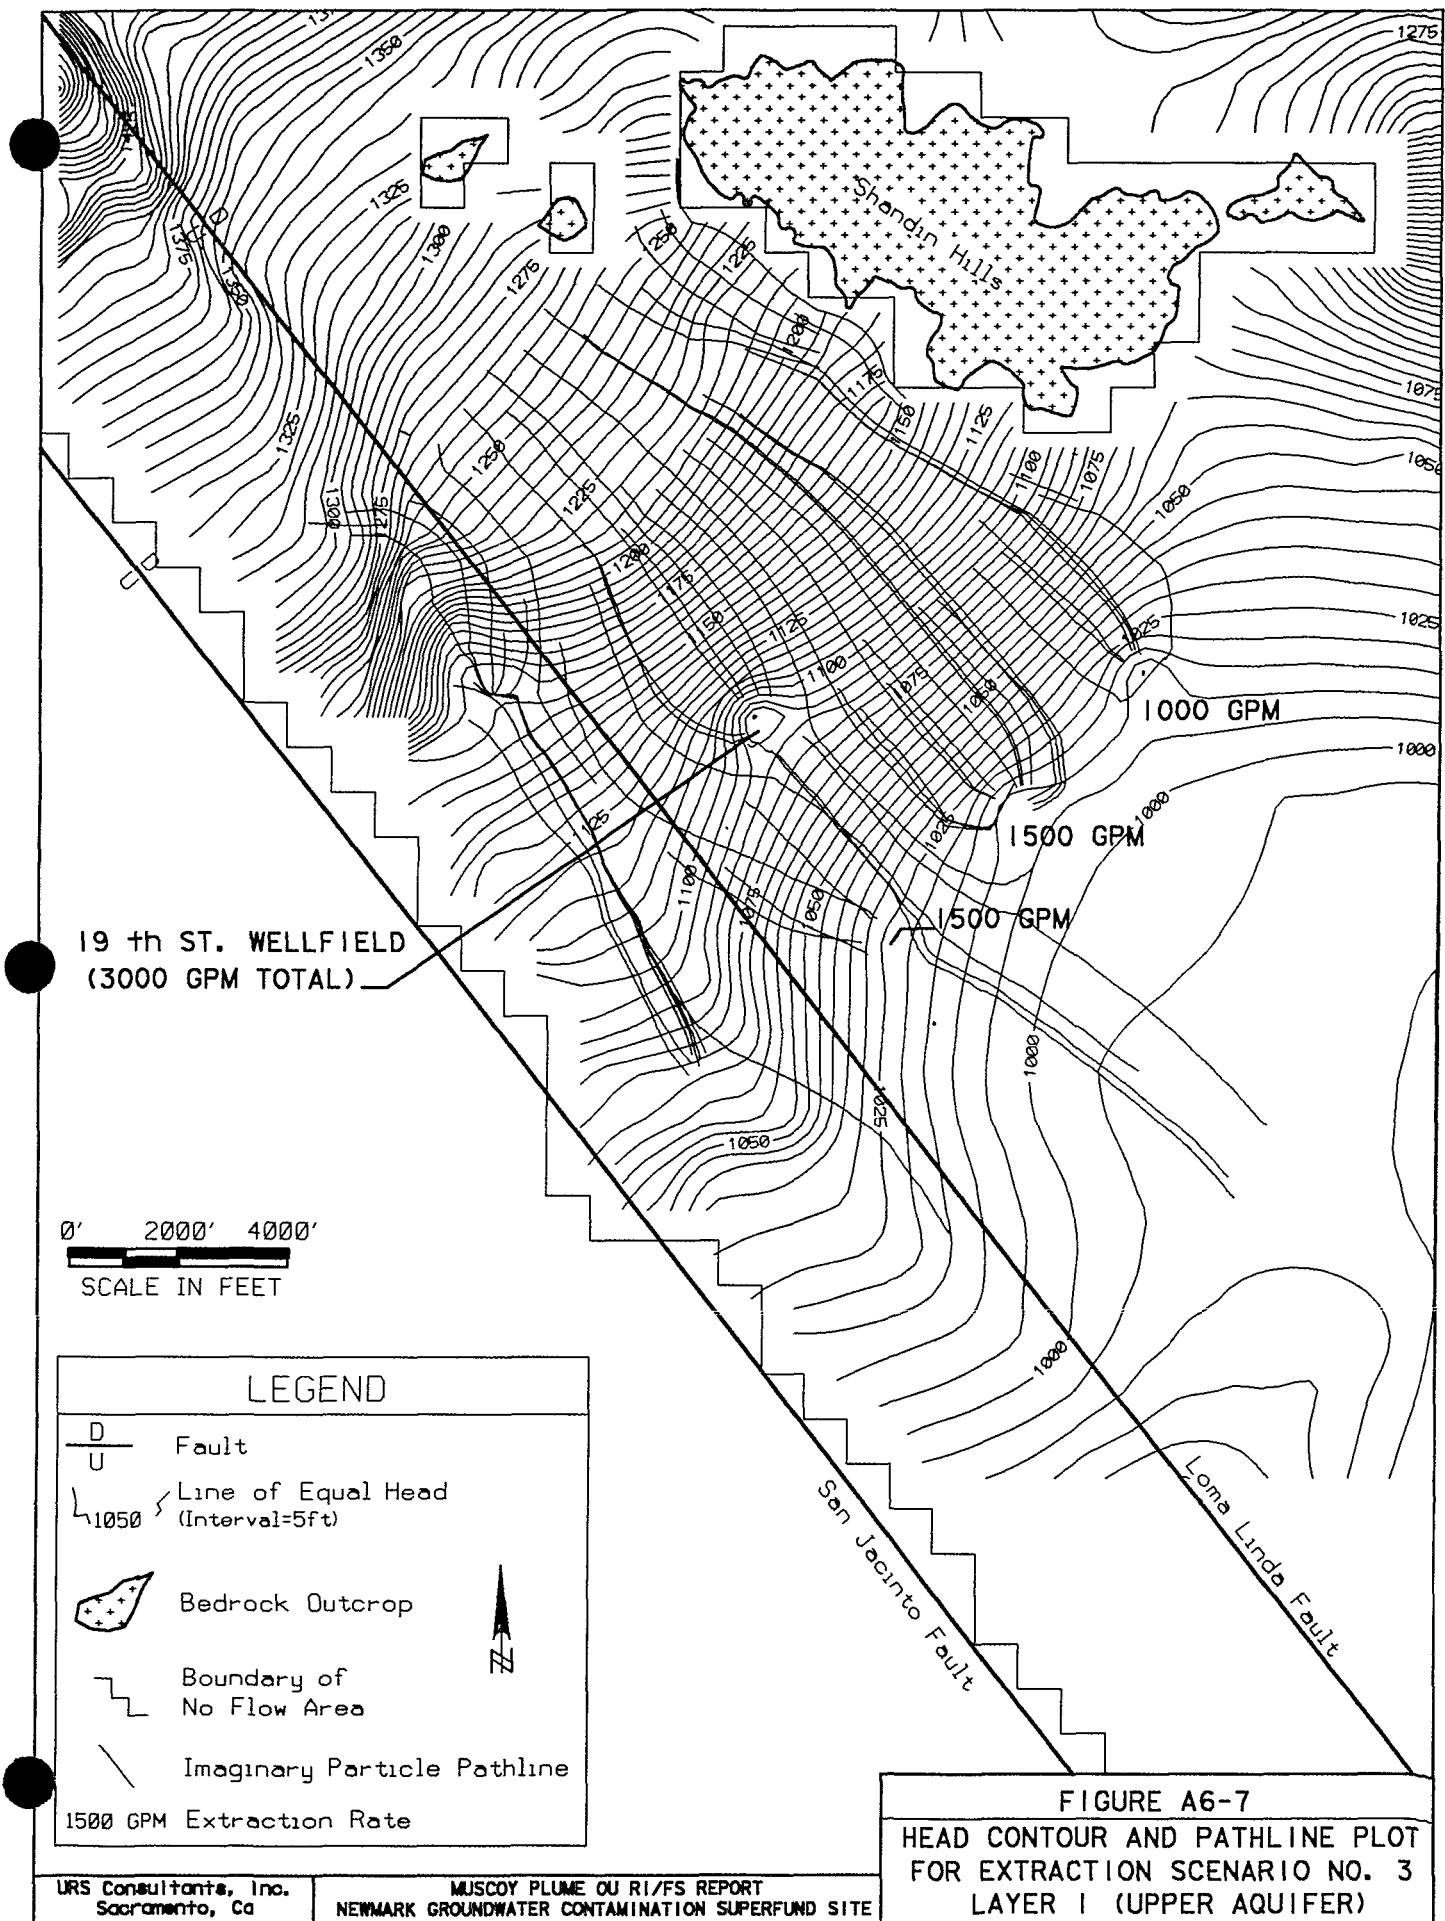 1350
1275
1325
1300
1275
1225
1375
D
U
1350
Shandin Hills
1200
1175
1150
1125
1100
1075
1075
1050
1050
1325
1250
1225
1300
1275
1200
1175
1150
1125
1100
1075
1050
1025
1025
1000 GPM
1000
1000
D
U
1025
1500 GPM
1500 GPM
1125
1100
1075
1050
19 th ST. WELLFIELD
(3000 GPM TOTAL)
1000
1025
1050
1000
0' 2000' 4000'
SCALE IN FEET
LEGEND
D
U
Fault
1050
Line of Equal Head
(Interval=5ft)
Bedrock Outcrop
N
Boundary of
No Flow Area
Imaginary Particle Pathline
1500 GPM Extraction Rate
San Jacinto Fault
Loma Linda Fault
FIGURE A6-7
HEAD CONTOUR AND PATHLINE PLOT
FOR EXTRACTION SCENARIO NO. 3
LAYER 1 (UPPER AQUIFER)
URS Consultants, Inc.
Sacramento, Ca
MUSCOY PLUME OU RI/FS REPORT
NEWMARK GROUNDWATER CONTAMINATION SUPERFUND SITE